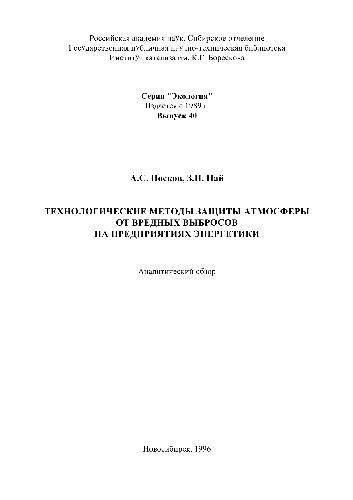 Российская академия наук. Сибирское отделение
Государственная публичная научно-техническая библиотека
Институт катализа им. К.Г. Борескова
Серия "Экология"
Издается с 1989 г.
Выпуск 40
А.С. Носков, З.П. Пай
ТЕХНОЛОГИЧЕСКИЕ МЕТОДЫ ЗАЩИТЫ АТМОСФЕРЫ
ОТ ВРЕДНЫХ ВЫБРОСОВ
НА ПРЕДПРИЯТИЯХ ЭНЕРГЕТИКИ
Аналитический обзор
Новосибирск, 1996